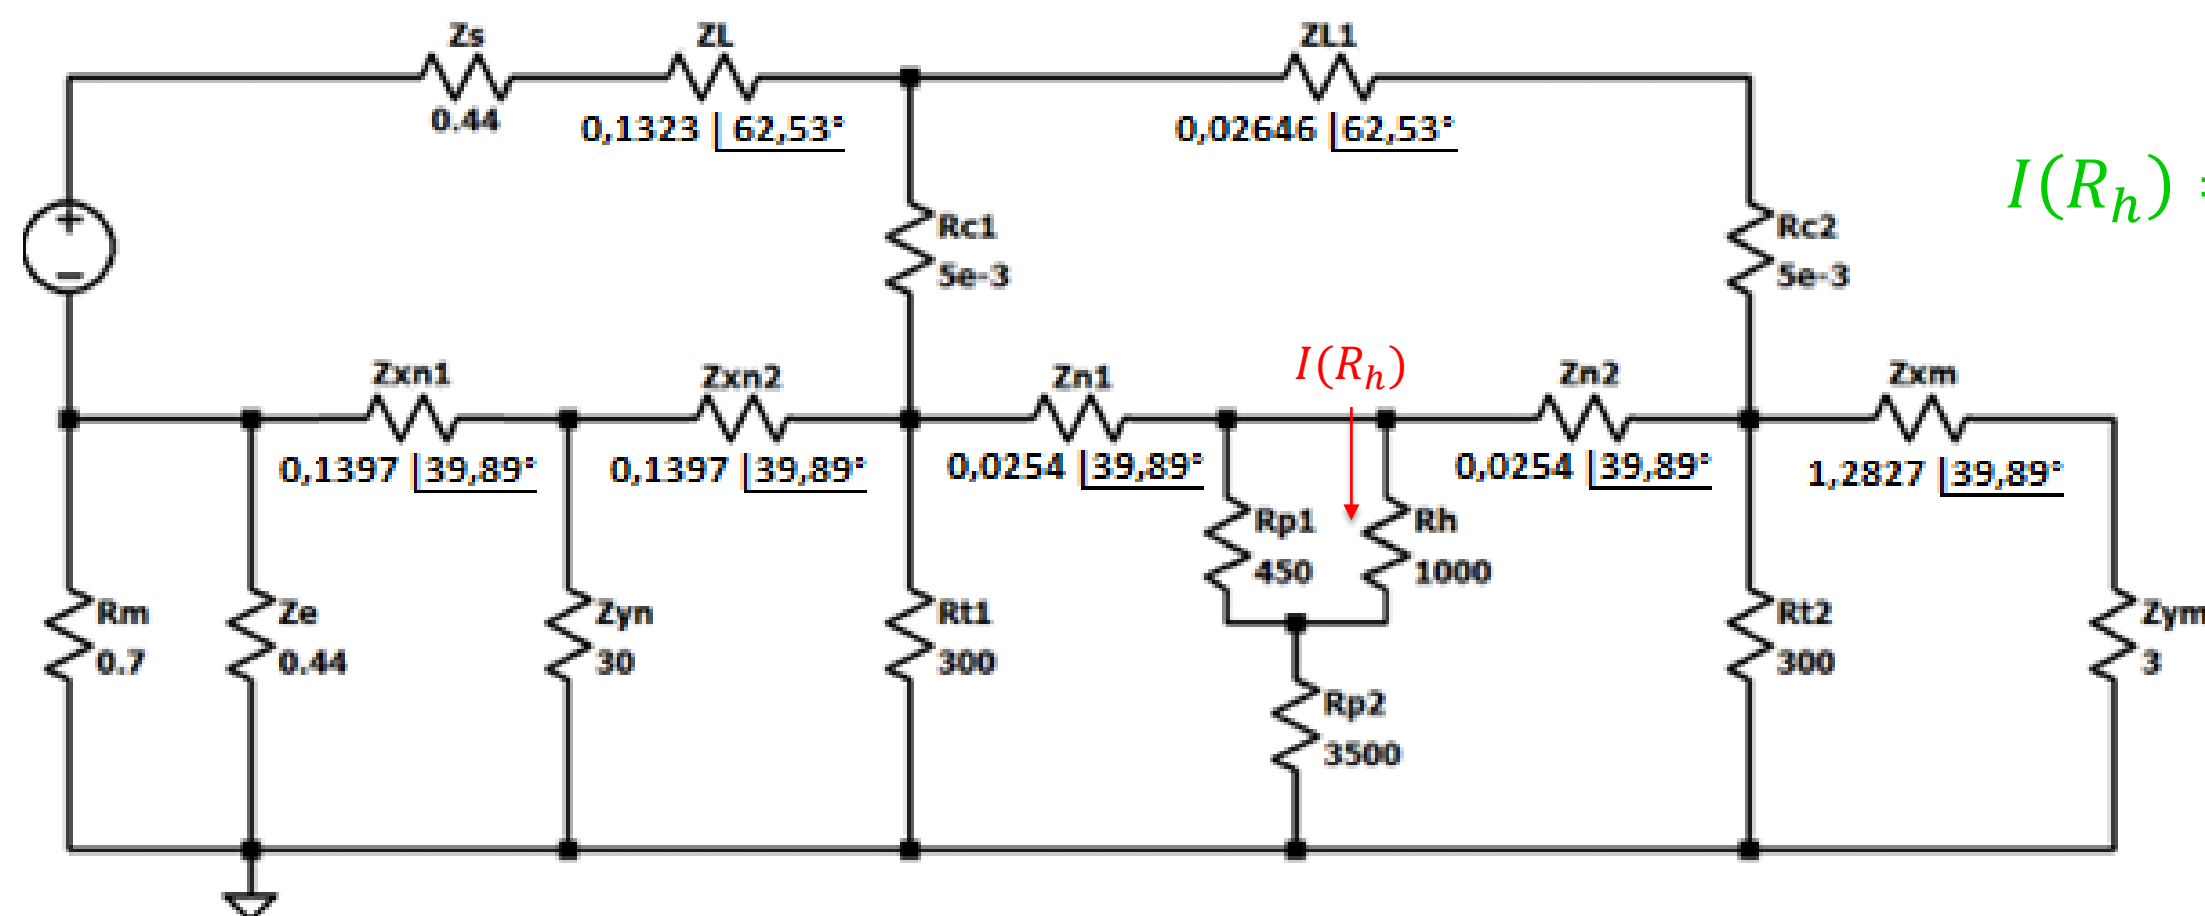 Zs
0.44
ZL
0,1323 62,53°
ZL1
0,02646 62,53°
I(R_h) =
+
−
Rc1
5e-3
Rc2
5e-3
Zxn1
0,1397 39,89°
Zxn2
0,1397 39,89°
Zn1
0,0254 39,89°
I(R_h)
Zn2
0,0254 39,89°
Zxm
1,2827 39,89°
Rp1
450
Rh
1000
Rm
0.7
Ze
0.44
Zyn
30
Rt1
300
Rt2
300
Zym
3
Rp2
3500